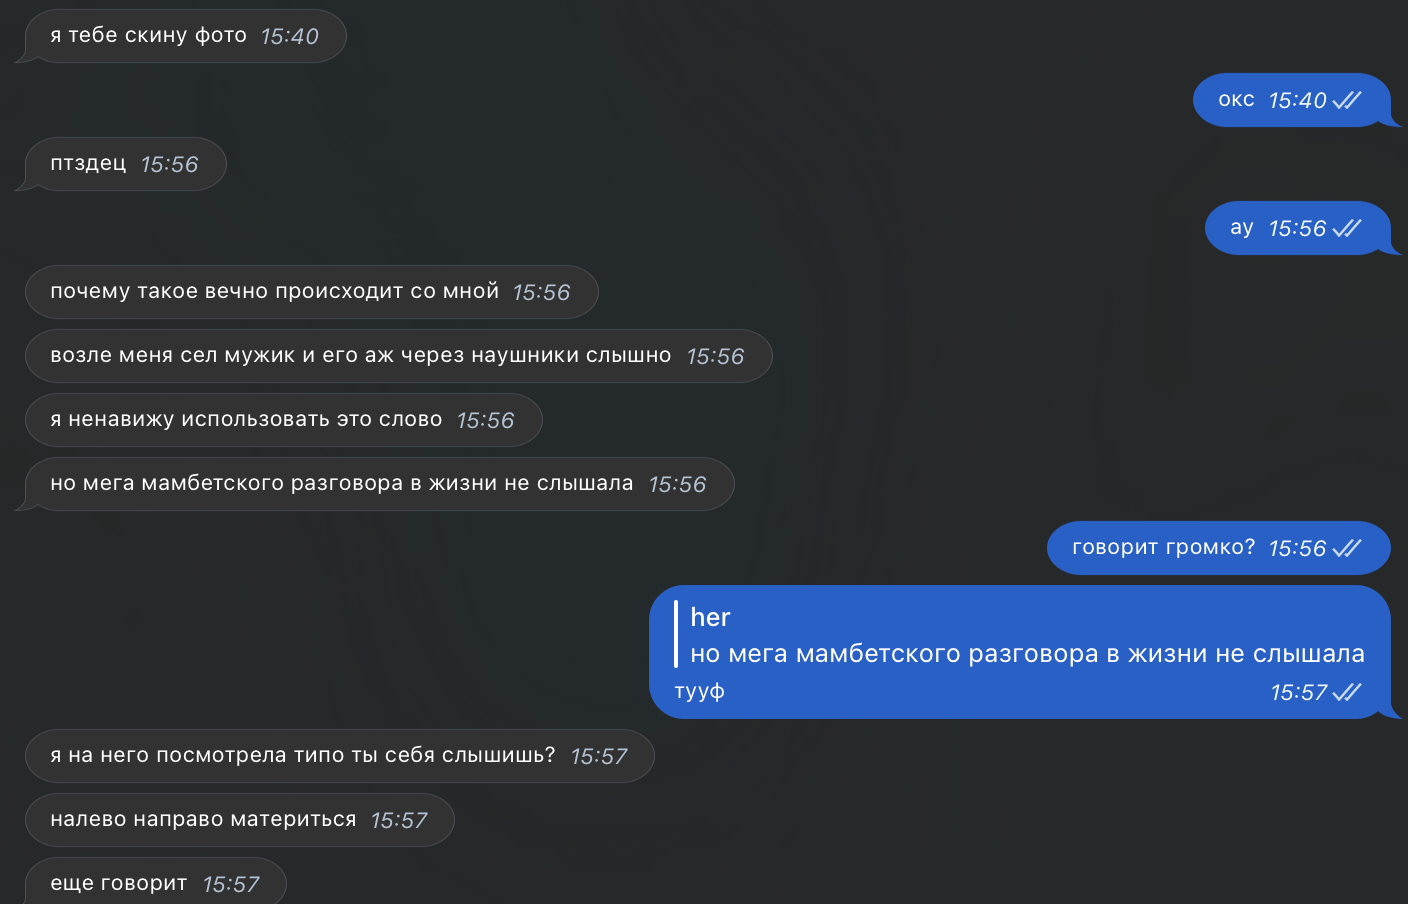 я тебе скину фото 15:40
окс 15:40
птздец 15:56
ау 15:56
почему такое вечно происходит со мной 15:56
возле меня сел мужик и его аж через наушники слышно 15:56
я ненавижу использовать это слово 15:56
но мега мамбетского разговора в жизни не слышала 15:56
говорит громко? 15:56
her
но мега мамбетского разговора в жизни не слышала
тууф 15:57
я на него посмотрела типо ты себя слышишь? 15:57
налево направо материться 15:57
еще говорит 15:57